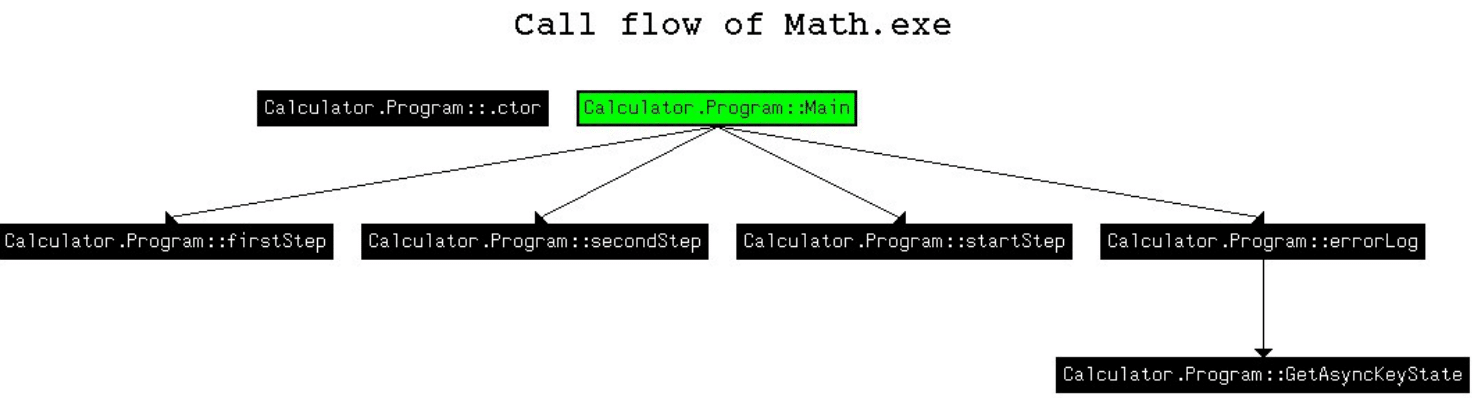 Call flow of Math.exe
Calculator.Program::.ctor
Calculator.Program::Main
Calculator.Program::firstStep
Calculator.Program::secondStep
Calculator.Program::startStep
Calculator.Program::errorLog
Calculator.Program::GetAsyncKeyState